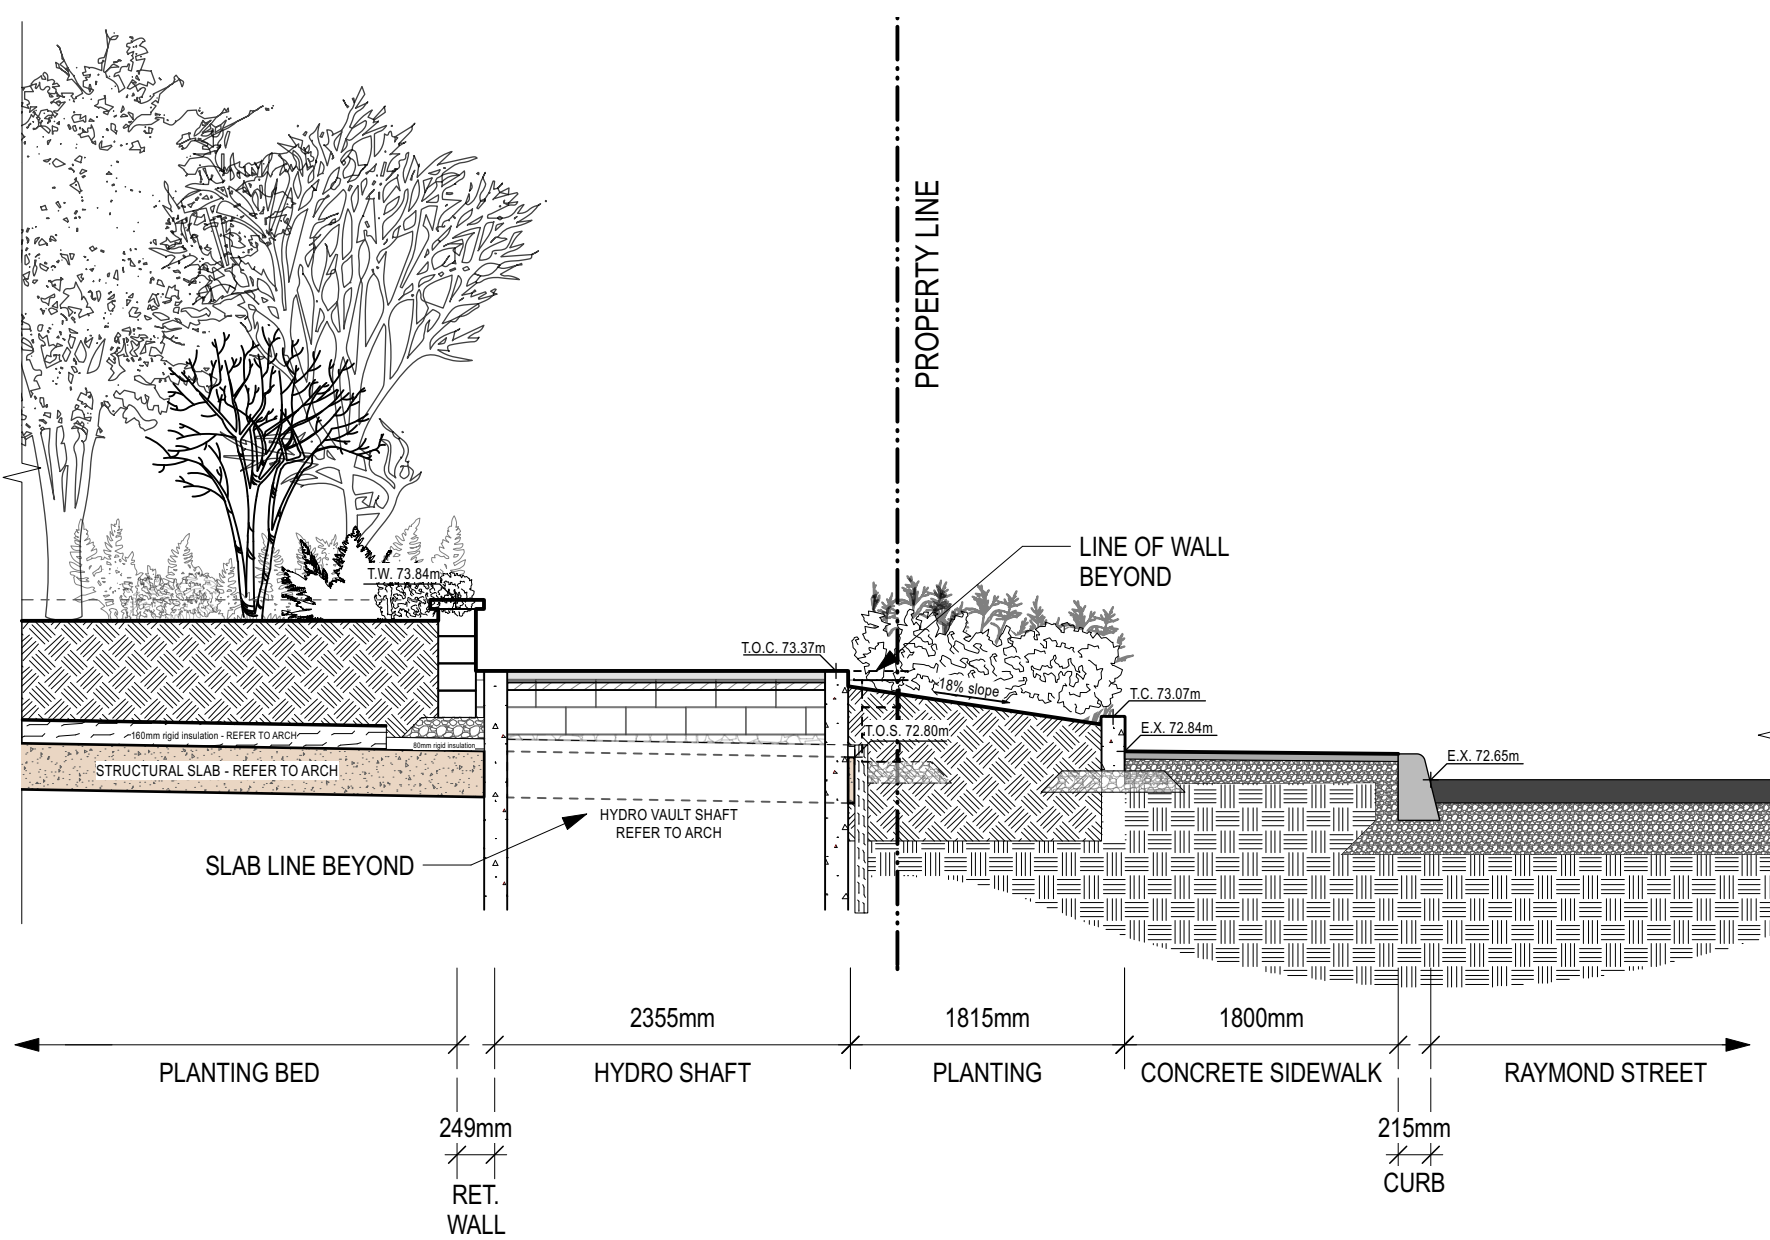 PROPERTY LINE
LINE OF WALL
BEYOND
T.W. 73.84m
T.O.C. 73.37m
18% slope
T.C. 73.07m
T.O.S. 72.80m
E.X. 72.84m
E.X. 72.65m
160mm rigid insulation - REFER TO ARCH
80mm rigid insulation
STRUCTURAL SLAB - REFER TO ARCH
HYDRO VAULT SHAFT
REFER TO ARCH
SLAB LINE BEYOND
2355mm
1815mm
1800mm
PLANTING BED
HYDRO SHAFT
PLANTING
CONCRETE SIDEWALK
RAYMOND STREET
249mm
RET.
WALL
215mm
CURB